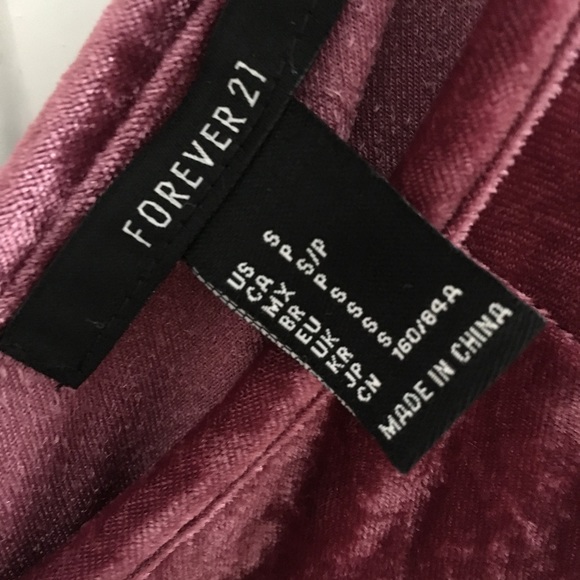 FOREVER 21
US S
CA P
MX S/P
BR P
EU S
UK S
KR S
JP S
CN 160/84A
MADE IN CHINA